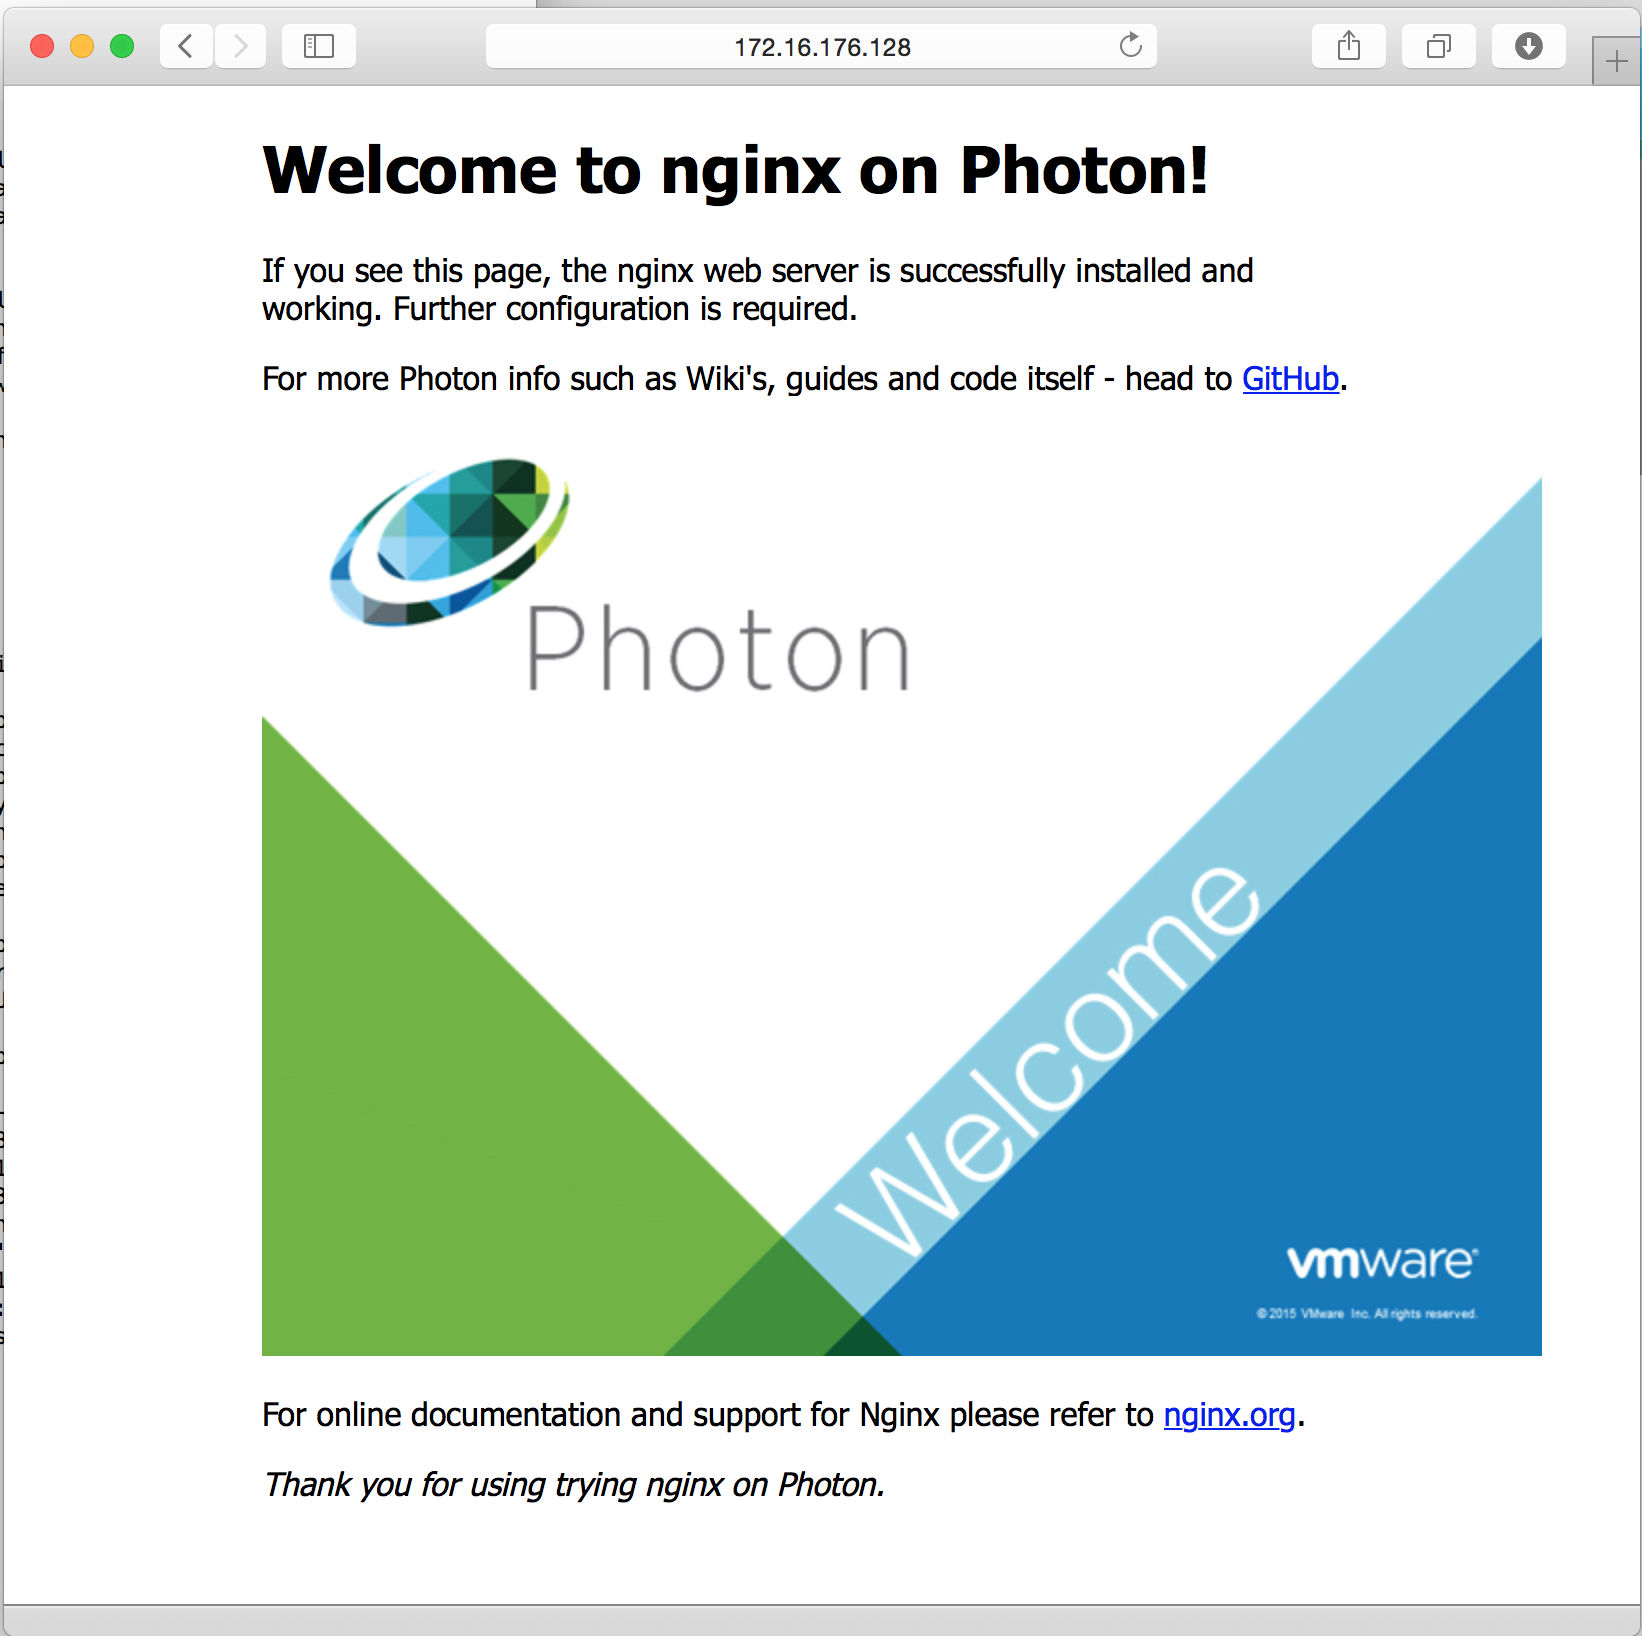 172.16.176.128
Welcome to nginx on Photon!
If you see this page, the nginx web server is successfully installed and
working. Further configuration is required.
For more Photon info such as Wiki's, guides and code itself - head to GitHub.
Photon
Welcome
vmware®
© 2015 VMware Inc. All rights reserved.
For online documentation and support for Nginx please refer to nginx.org.
Thank you for using trying nginx on Photon.